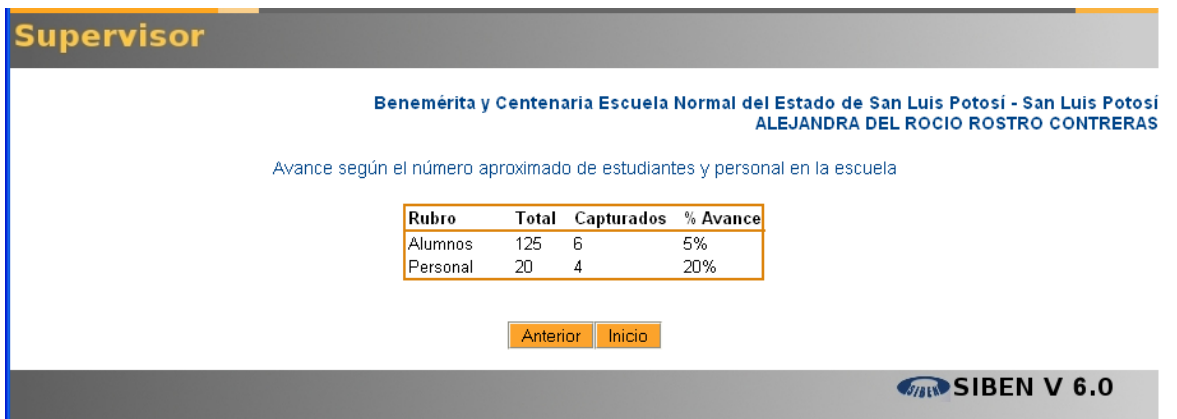 Supervisor
Benemérita y Centenaria Escuela Normal del Estado de San Luis Potosí - San Luis Potosí
ALEJANDRA DEL ROCIO ROSTRO CONTRERAS
Avance según el número aproximado de estudiantes y personal en la escuela
Rubro Total Capturados % Avance
Alumnos 125 6 5%
Personal 20 4 20%
Anterior Inicio
SIBEN SIBEN V 6.0